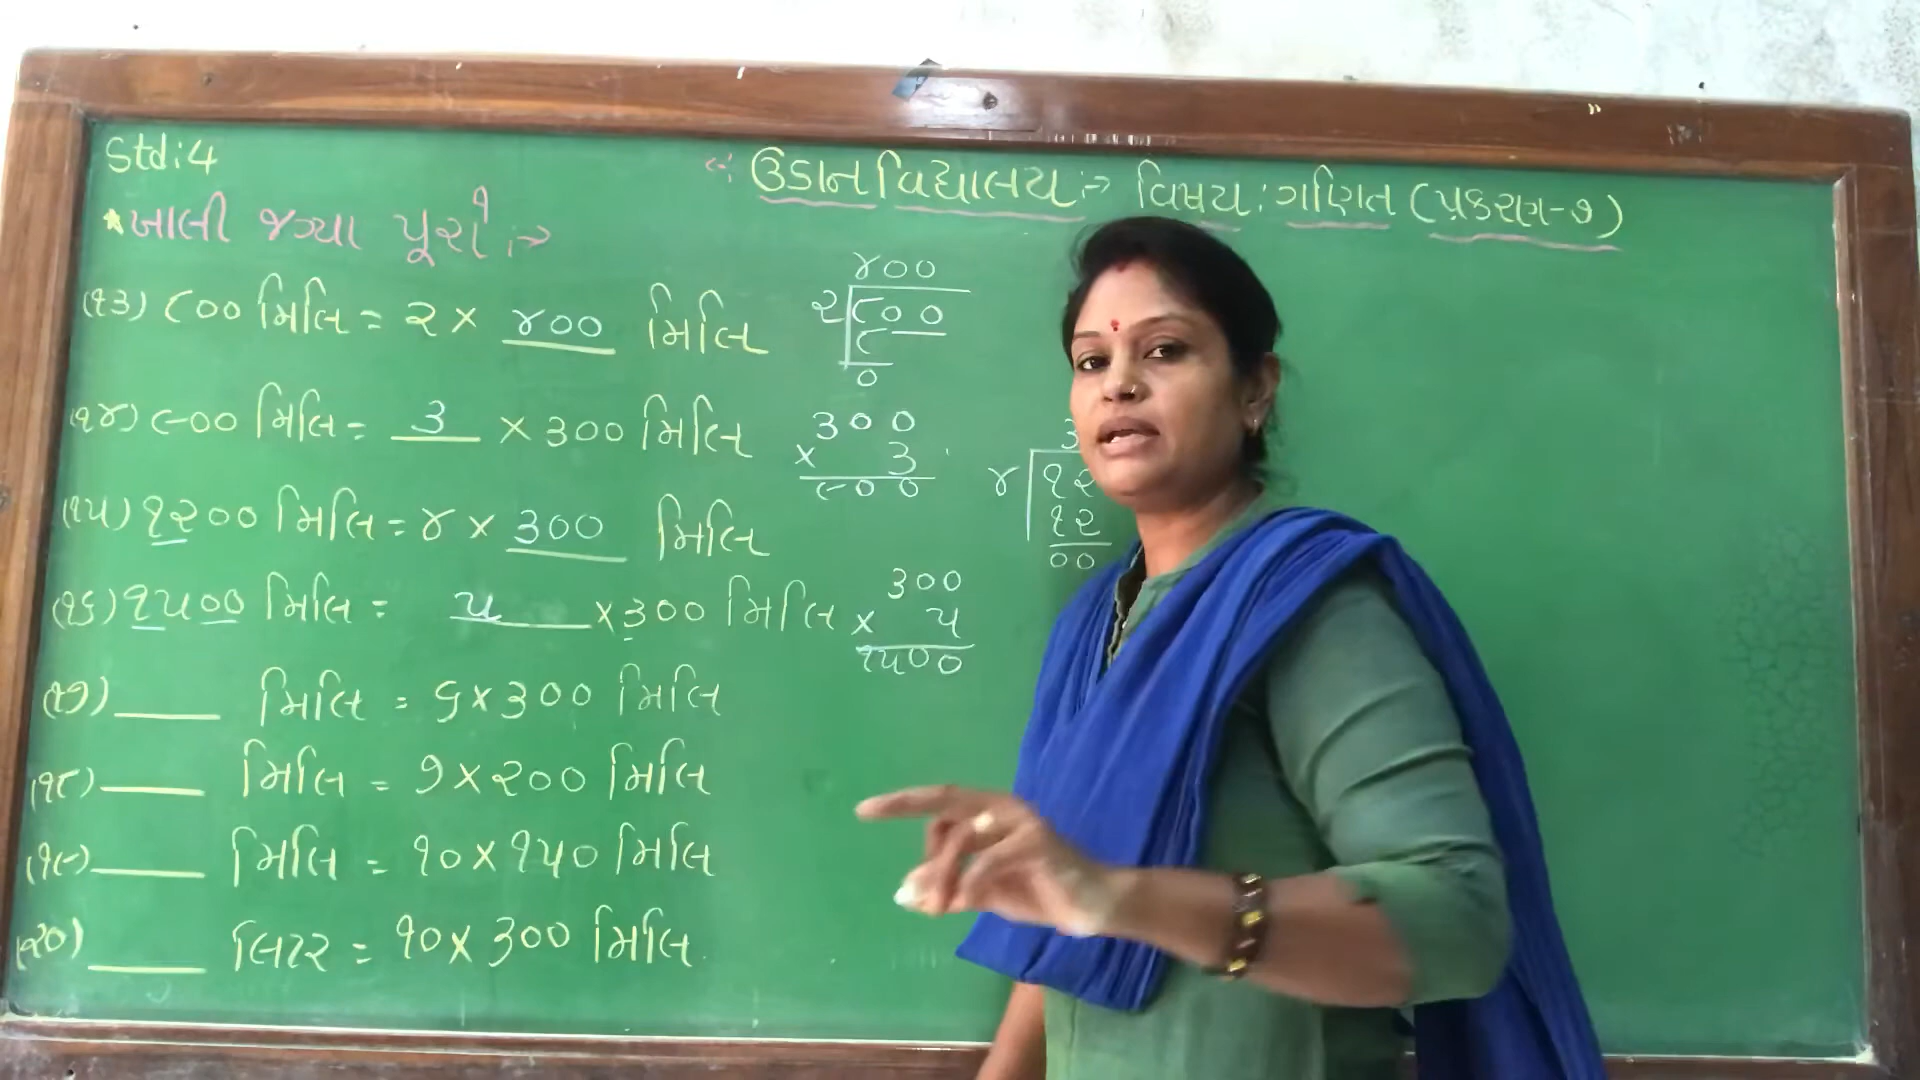 Std:4
ઉડાન વિદ્યાલય :→ વિષય : ગણિત (પ્રકરણ-૭)
* ખાલી જગ્યા પૂરો :→
(૧૩) ૮૦૦ મિલિ = ૨ × ૪૦૦ મિલિ
(૧૪) ૯૦૦ મિલિ = ૩ × ૩૦૦ મિલિ
(૧૫) ૧૨૦૦ મિલિ = ૪ × ૩૦૦ મિલિ
(૧૬) ૧૫૦૦ મિલિ = ૫ × ૩૦૦ મિલિ
(૧૭) ____ મિલિ = ૬ × ૩૦૦ મિલિ
(૧૮) ____ મિલિ = ૭ × ૨૦૦ મિલિ
(૧૯) ____ મિલિ = ૧૦ × ૧૫૦ મિલિ
(૨૦) ____ લિટર = ૧૦ × ૩૦૦ મિલિ.
૪૦૦
૨ ૮૦૦
૮
૦
૩૦૦
× ૩
૯૦૦
૩
૪ ૧૨
૧૨
૦૦
૩૦૦
× ૫
૧૫૦૦